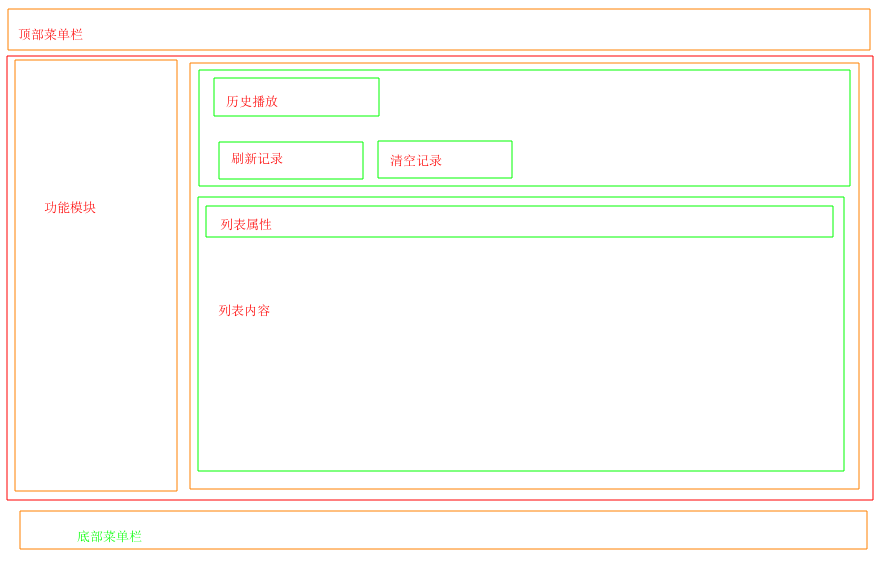 顶部菜单栏
功能模块
历史播放
刷新记录
清空记录
列表属性
列表内容
底部菜单栏